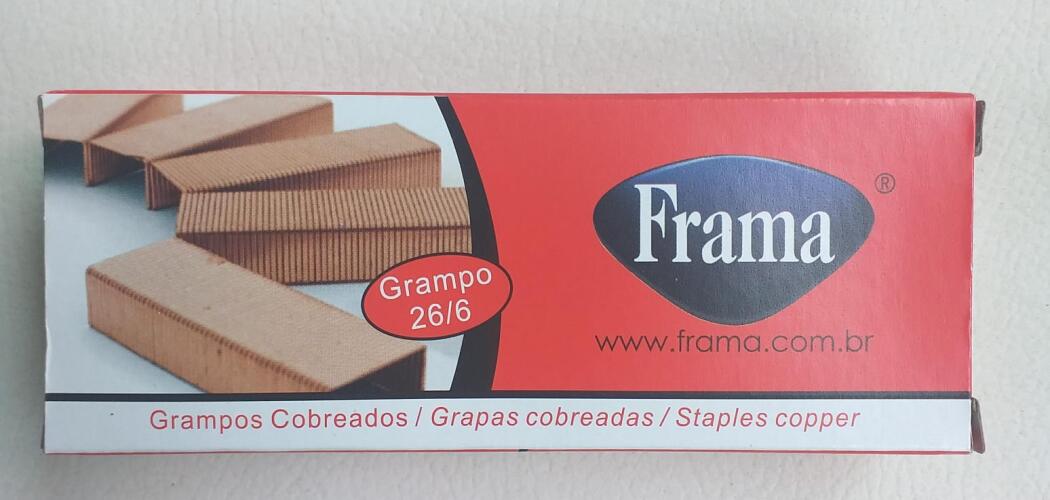 Frama
®
www.frama.com.br
Grampo
26/6
Grampos Cobreados / Grapas cobreadas / Staples copper